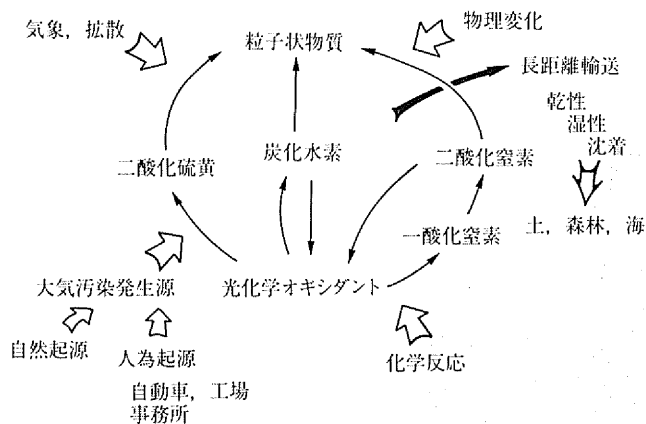 気象，拡散
粒子状物質
物理変化
長距離輸送
乾性
湿性
沈着
二酸化硫黄
炭化水素
二酸化窒素
一酸化窒素
土，森林，海
大気汚染発生源
光化学オキシダント
自然起源
人為起源
自動車，工場
事務所
化学反応